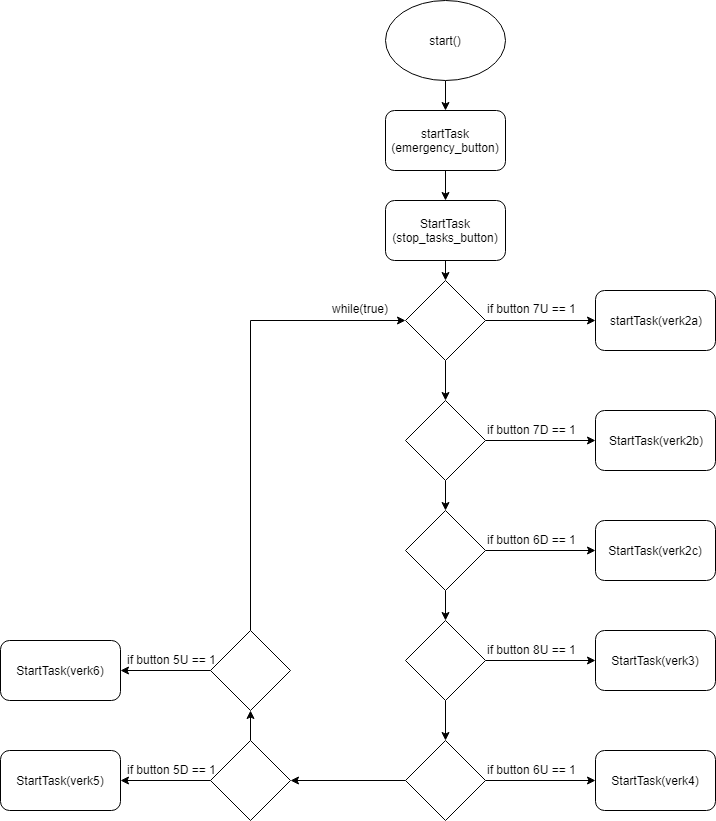 start()
startTask
(emergency_button)
StartTask
(stop_tasks_button)
while(true)
if button 7U == 1
startTask(verk2a)
if button 7D == 1
StartTask(verk2b)
if button 6D == 1
StartTask(verk2c)
if button 8U == 1
StartTask(verk3)
if button 6U == 1
StartTask(verk4)
if button 5D == 1
StartTask(verk5)
if button 5U == 1
StartTask(verk6)